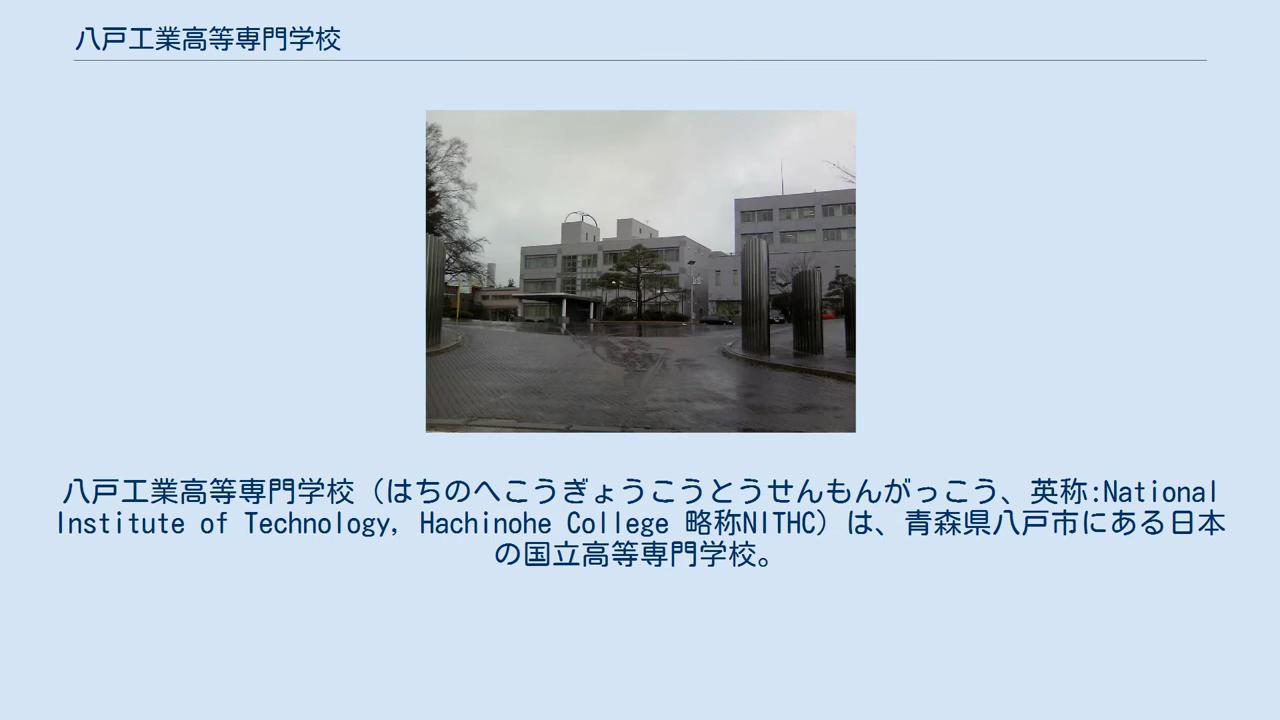 八戸工業高等専門学校
八戸工業高等専門学校（はちのへこうぎょうこうとうせんもんがっこう、英称:National
Institute of Technology, Hachinohe College 略称NITHC）は、青森県八戸市にある日本
の国立高等専門学校。